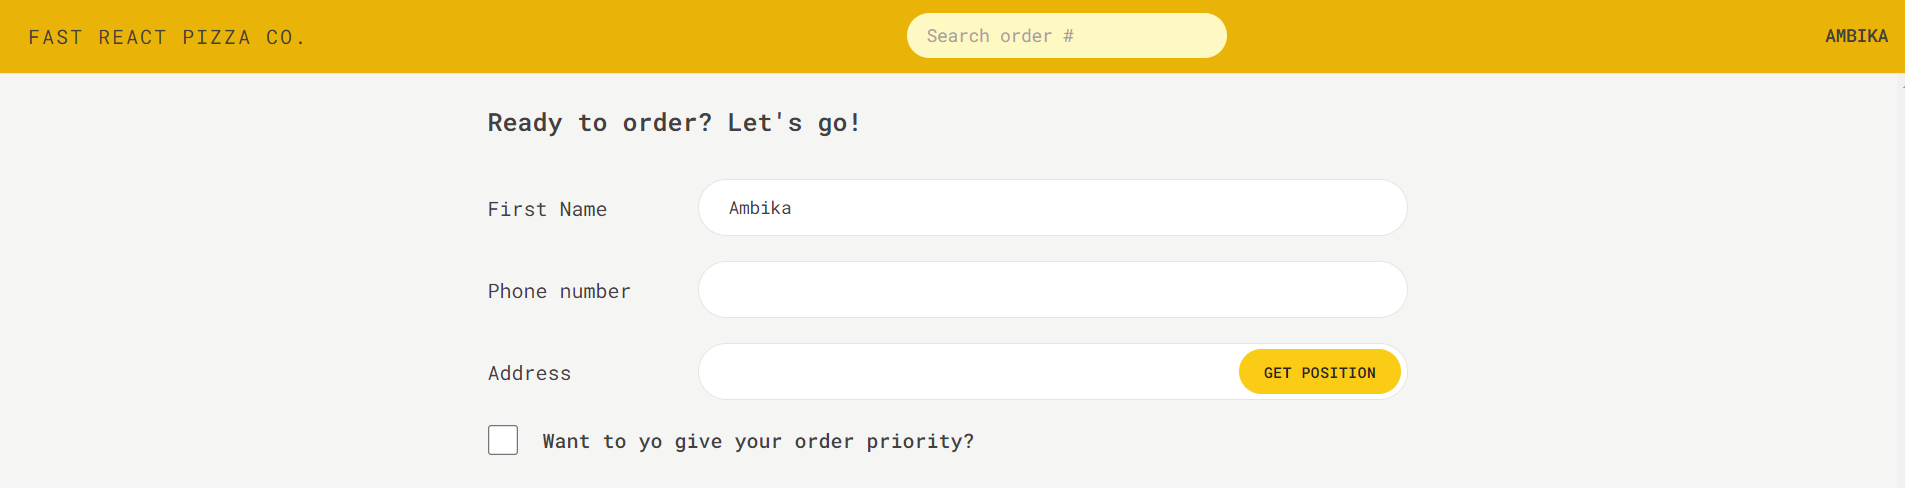 FAST REACT PIZZA CO.
Search order #
AMBIKA
Ready to order? Let's go!
First Name
Ambika
Phone number
Address
GET POSITION
Want to yo give your order priority?